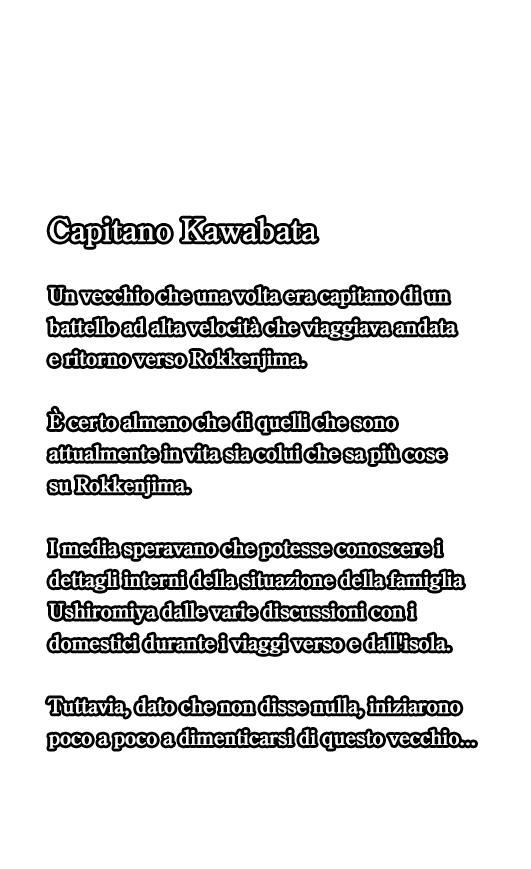 Capitano Kawabata
Un vecchio che una volta era capitano di un
battello ad alta velocità che viaggiava andata
e ritorno verso Rokkenjima.
È certo almeno che di quelli che sono
attualmente in vita sia colui che sa più cose
su Rokkenjima.
I media speravano che potesse conoscere i
dettagli interni della situazione della famiglia
Ushiromiya dalle varie discussioni con i
domestici durante i viaggi verso e dall'isola.
Tuttavia, dato che non disse nulla, iniziarono
poco a poco a dimenticarsi di questo vecchio...